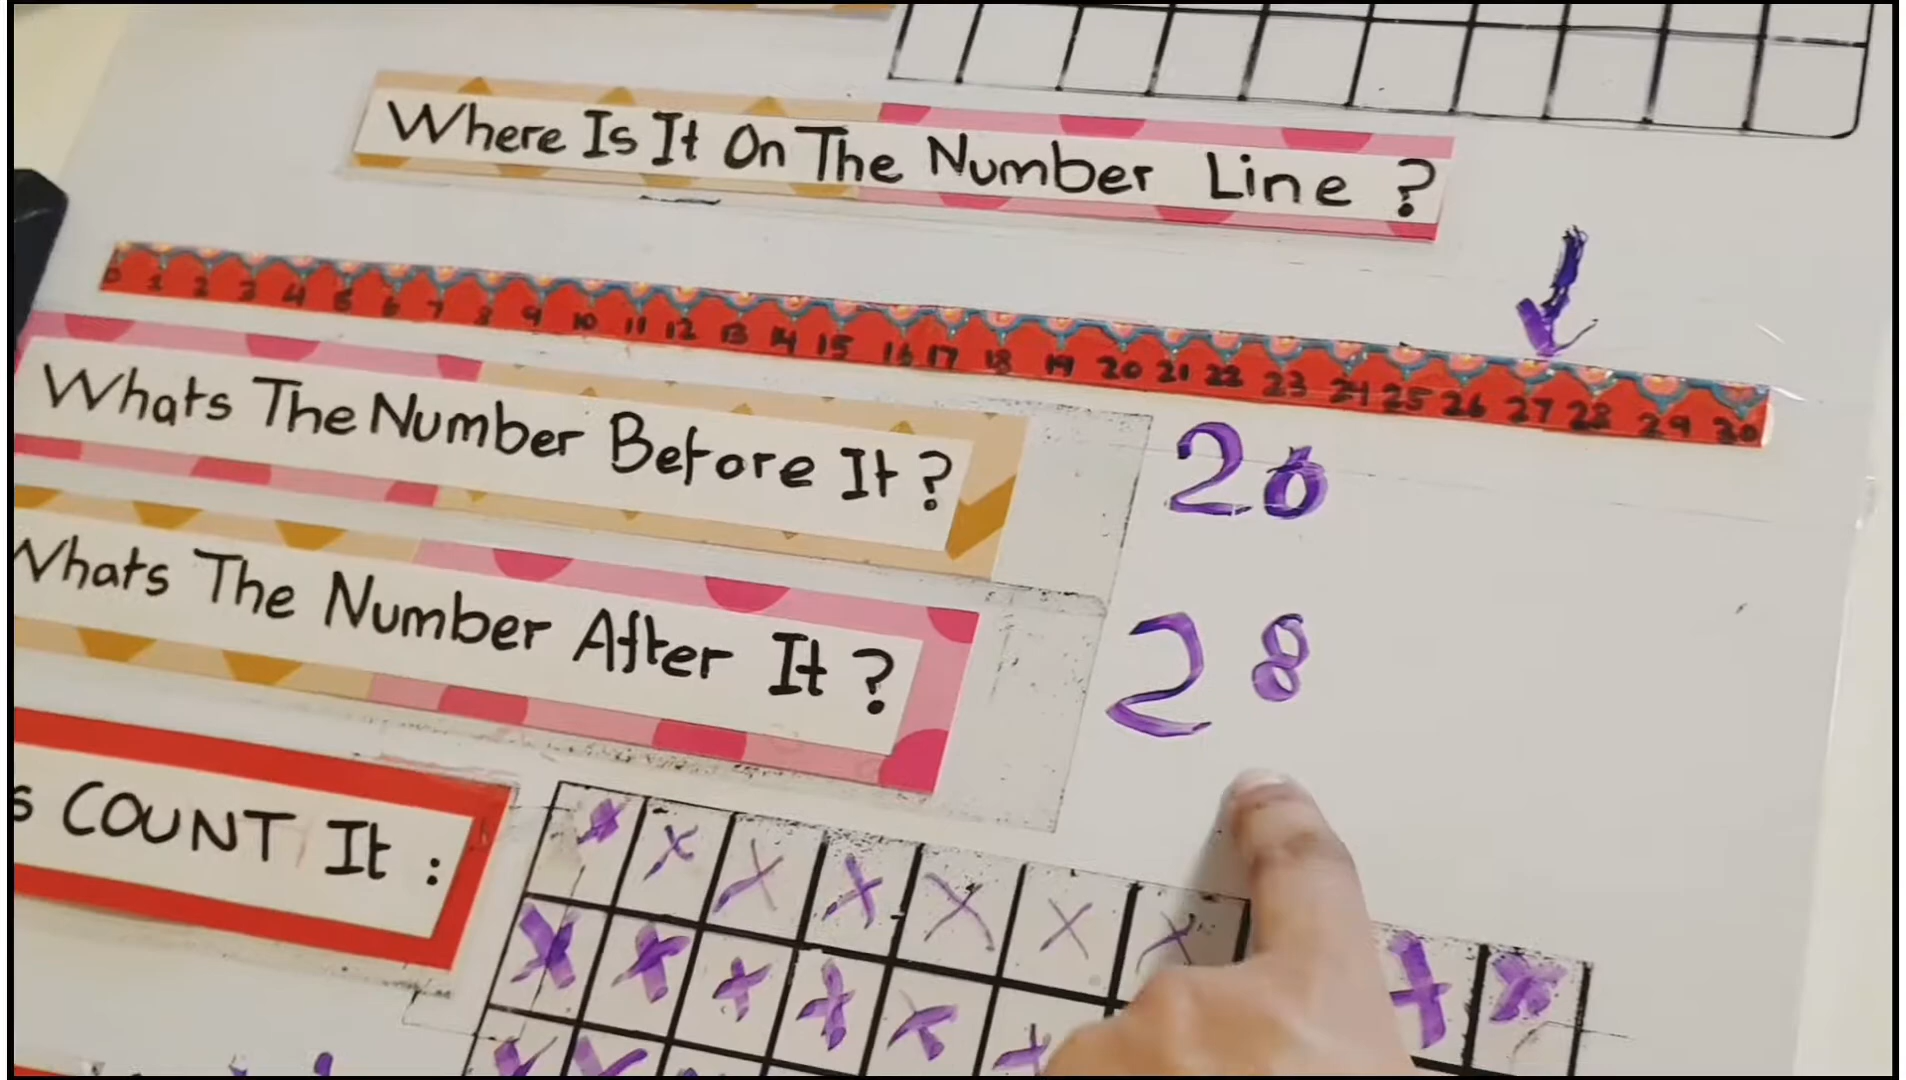 Where Is It On The Number Line ?
0 1 2 3 4 5 6 7 8 9 10 11 12 13 14 15 16 17 18 19 20 21 22 23 24 25 26 27 28 29 30
Whats The Number Before It ? 26
Whats The Number After It ? 28
s COUNT It :